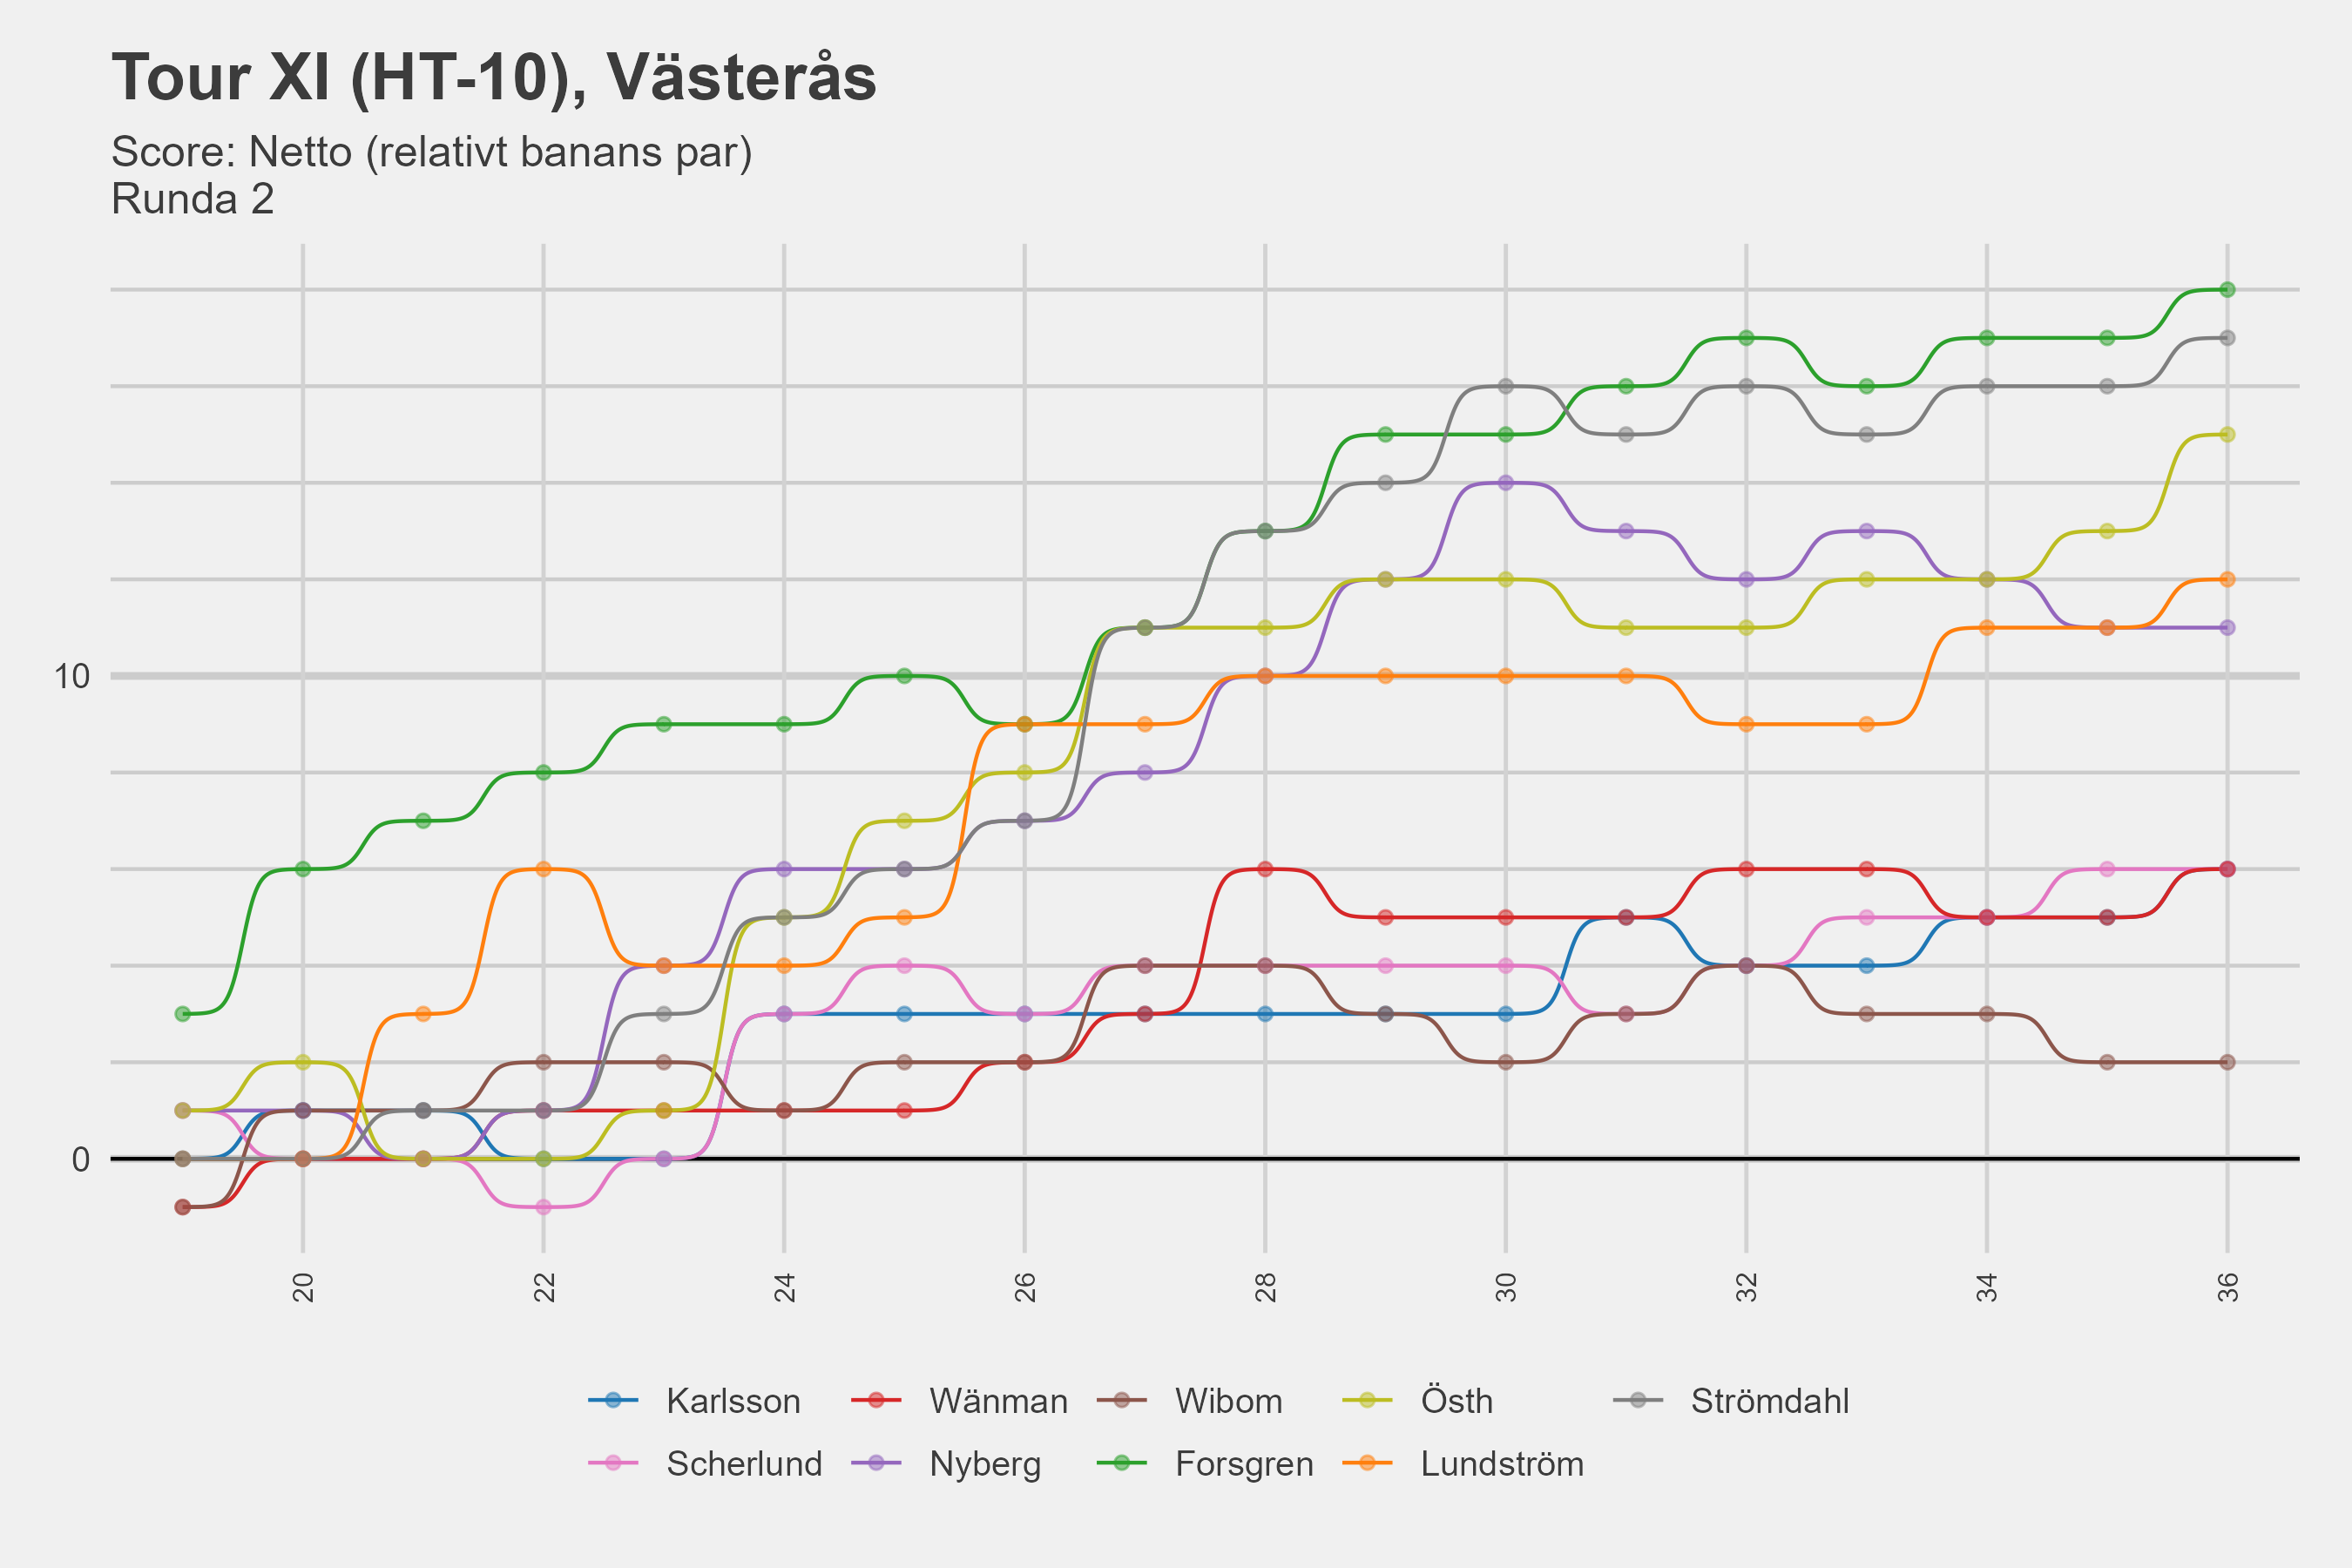 Tour XI (HT-10), Västerås
Score: Netto (relativt banans par)
Runda 2
10
0
20 22 24 26 28 30 32 34 36
Karlsson Wänman Wibom Östh Strömdahl
Scherlund Nyberg Forsgren Lundström